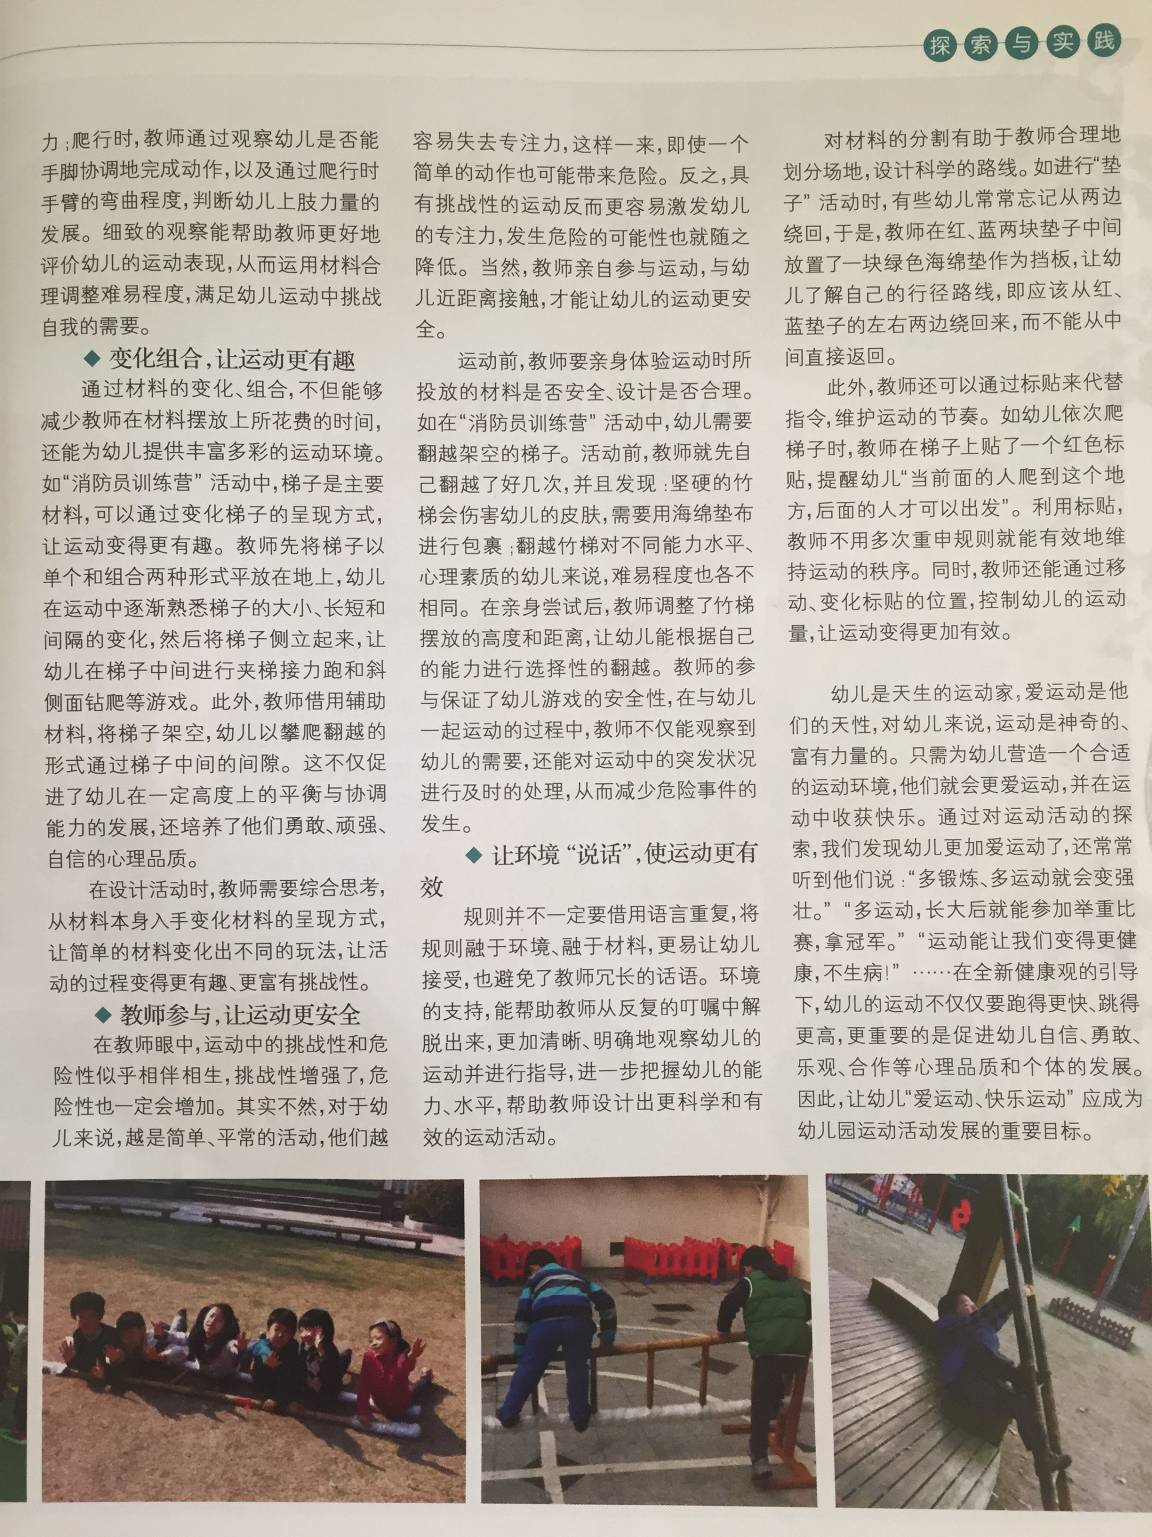 探索与实践
力；爬行时，教师通过观察幼儿是否能
手脚协调地完成动作，以及通过爬行时
手臂的弯曲程度，判断幼儿上肢力量的
发展。细致的观察能帮助教师更好地
评价幼儿的运动表现，从而运用材料合
理调整难易程度，满足幼儿运动中挑战
自我的需要。
◆ 变化组合，让运动更有趣
通过材料的变化、组合，不但能够
减少教师在材料摆放上所花费的时间，
还能为幼儿提供丰富多彩的运动环境。
如“消防员训练营”活动中，梯子是主要
材料，可以通过变化梯子的呈现方式，
让运动变得更有趣。教师先将梯子以
单个和组合两种形式平放在地上，幼儿
在运动中逐渐熟悉梯子的大小、长短和
间隔的变化，然后将梯子侧立起来，让
幼儿在梯子中间进行夹梯接力跑和斜
侧面钻爬等游戏。此外，教师借用辅助
材料，将梯子架空，幼儿以攀爬翻越的
形式通过梯子中间的间隙。这不仅促
进了幼儿在一定高度上的平衡与协调
能力的发展，还培养了他们勇敢、顽强、
自信的心理品质。
在设计活动时，教师需要综合思考，
从材料本身入手变化材料的呈现方式，
让简单的材料变化出不同的玩法，让活
动的过程变得更有趣、更富有挑战性。
◆ 教师参与，让运动更安全
在教师眼中，运动中的挑战性和危
险性似乎相伴相生，挑战性增强了，危
险性也一定会增加。其实不然，对于幼
儿来说，越是简单、平常的活动，他们越
容易失去专注力，这样一来，即使一个
简单的动作也可能带来危险。反之，具
有挑战性的运动反而更容易激发幼儿
的专注力，发生危险的可能性也就随之
降低。当然，教师亲自参与运动，与幼
儿近距离接触，才能让幼儿的运动更安
全。
运动前，教师要亲身体验运动时所
投放的材料是否安全、设计是否合理。
如在“消防员训练营”活动中，幼儿需要
翻越架空的梯子。活动前，教师就先自
己翻越了好几次，并且发现：坚硬的竹
梯会伤害幼儿的皮肤，需要用海绵垫布
进行包裹；翻越竹梯对不同能力水平、
心理素质的幼儿来说，难易程度也各不
相同。在亲身尝试后，教师调整了竹梯
摆放的高度和距离，让幼儿能根据自己
的能力进行选择性的翻越。教师的参
与保证了幼儿游戏的安全性，在与幼儿
一起运动的过程中，教师不仅能观察到
幼儿的需要，还能对运动中的突发状况
进行及时的处理，从而减少危险事件的
发生。
◆ 让环境“说话”，使运动更有
效
规则并不一定要借用语言重复，将
规则融于环境、融于材料，更易让幼儿
接受，也避免了教师冗长的话语。环境
的支持，能帮助教师从反复的叮嘱中解
脱出来，更加清晰、明确地观察幼儿的
运动并进行指导，进一步把握幼儿的能
力、水平，帮助教师设计出更科学和有
效的运动活动。
对材料的分割有助于教师合理地
划分场地，设计科学的路线。如进行“垫
子”活动时，有些幼儿常常忘记从两边
绕回，于是，教师在红、蓝两块垫子中间
放置了一块绿色海绵垫作为挡板，让幼
儿了解自己的行径路线，即应该从红、
蓝垫子的左右两边绕回来，而不能从中
间直接返回。
此外，教师还可以通过标贴来代替
指令，维护运动的节奏。如幼儿依次爬
梯子时，教师在梯子上贴了一个红色标
贴，提醒幼儿“当前面的人爬到这个地
方，后面的人才可以出发”。利用标贴，
教师不用多次重申规则就能有效地维
持运动的秩序。同时，教师还能通过移
动、变化标贴的位置，控制幼儿的运动
量，让运动变得更加有效。
幼儿是天生的运动家，爱运动是他
们的天性，对幼儿来说，运动是神奇的、
富有力量的。只需为幼儿营造一个合适
的运动环境，他们就会更爱运动，并在运
动中收获快乐。通过对运动活动的探
索，我们发现幼儿更加爱运动了，还常常
听到他们说：“多锻炼、多运动就会变强
壮。”“多运动，长大后就能参加举重比
赛，拿冠军。”“运动能让我们变得更健
康，不生病！”……在全新健康观的引导
下，幼儿的运动不仅仅要跑得更快、跳得
更高，更重要的是促进幼儿自信、勇敢、
乐观、合作等心理品质和个体的发展。
因此，让幼儿“爱运动、快乐运动”应成为
幼儿园运动活动发展的重要目标。